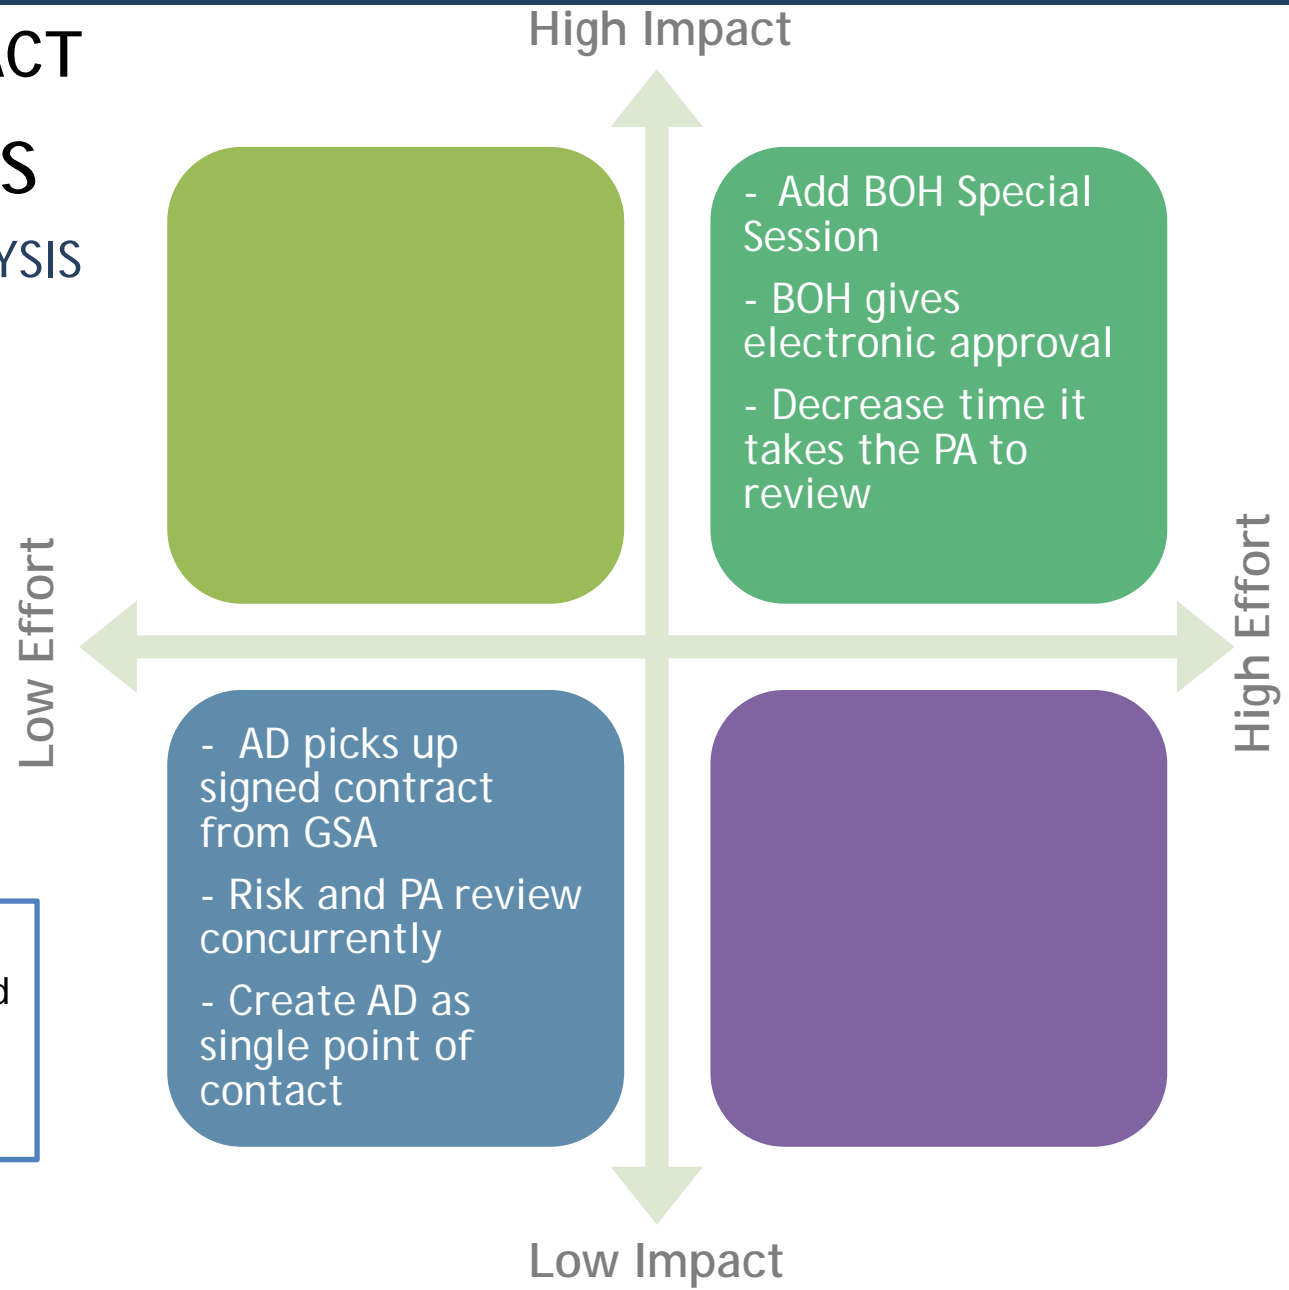 ACT
S
YSIS
High Impact
- Add BOH Special
Session
- BOH gives
electronic approval
- Decrease time it
takes the PA to
review
Low Effort
High Effort
- AD picks up
signed contract
from GSA
- Risk and PA review
concurrently
- Create AD as
single point of
contact
d
Low Impact